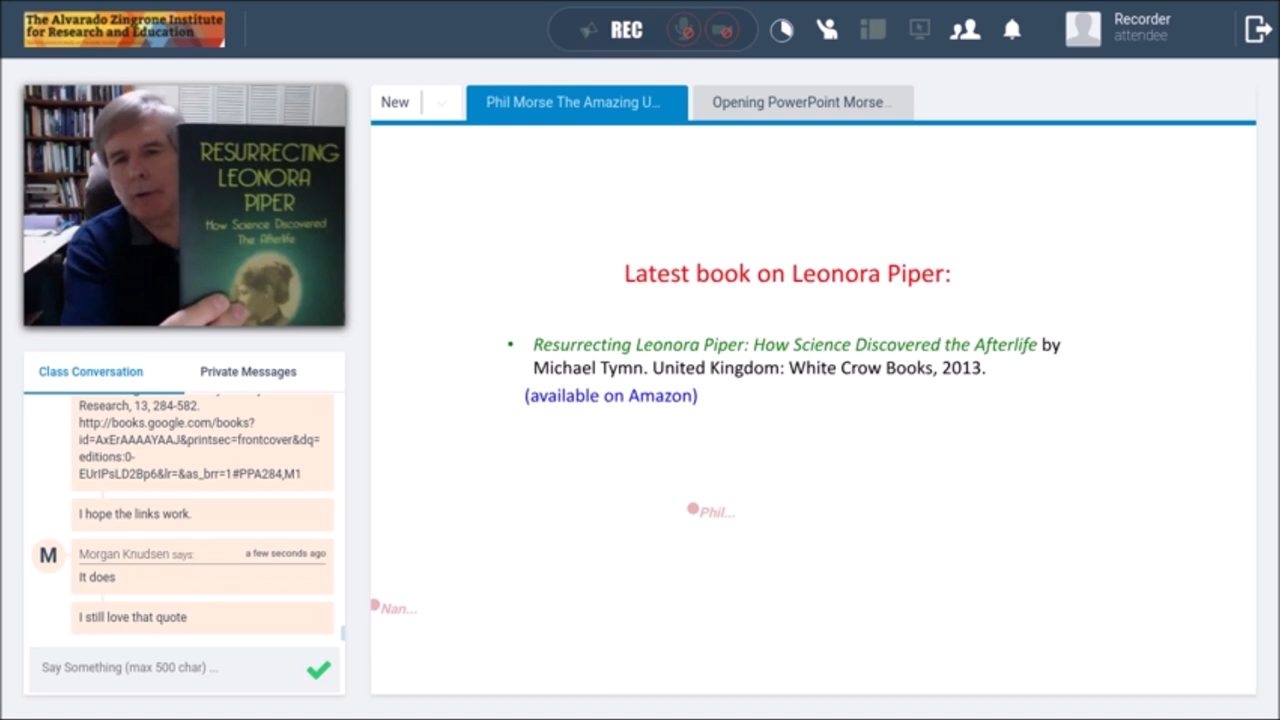 The Alvarado Zingrone Institute
for Research and Education
REC
Recorder
attendee
RESURRECTING
LEONORA
PIPER
How Science Discovered
The Afterlife
New
Phil Morse The Amazing U...
Opening PowerPoint Morse...
Latest book on Leonora Piper:
• Resurrecting Leonora Piper: How Science Discovered the Afterlife by
Michael Tymn. United Kingdom: White Crow Books, 2013.
(available on Amazon)
Phil...
Nan...
Class Conversation
Private Messages
Research, 13, 284-582.
http://books.google.com/books?
id=AxErAAAAYAAJ&printsec=frontcover&dq=
editions:0-
EUrIPsLD2Bp6&lr=&as_brr=1#PPA284,M1
I hope the links work.
M
Morgan Knudsen says:
a few seconds ago
It does
I still love that quote
Say Something (max 500 char) ...